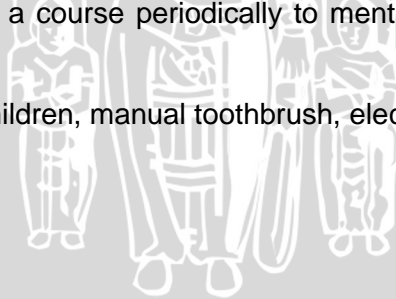 a course periodically to ment
ildren, manual toothbrush, elec